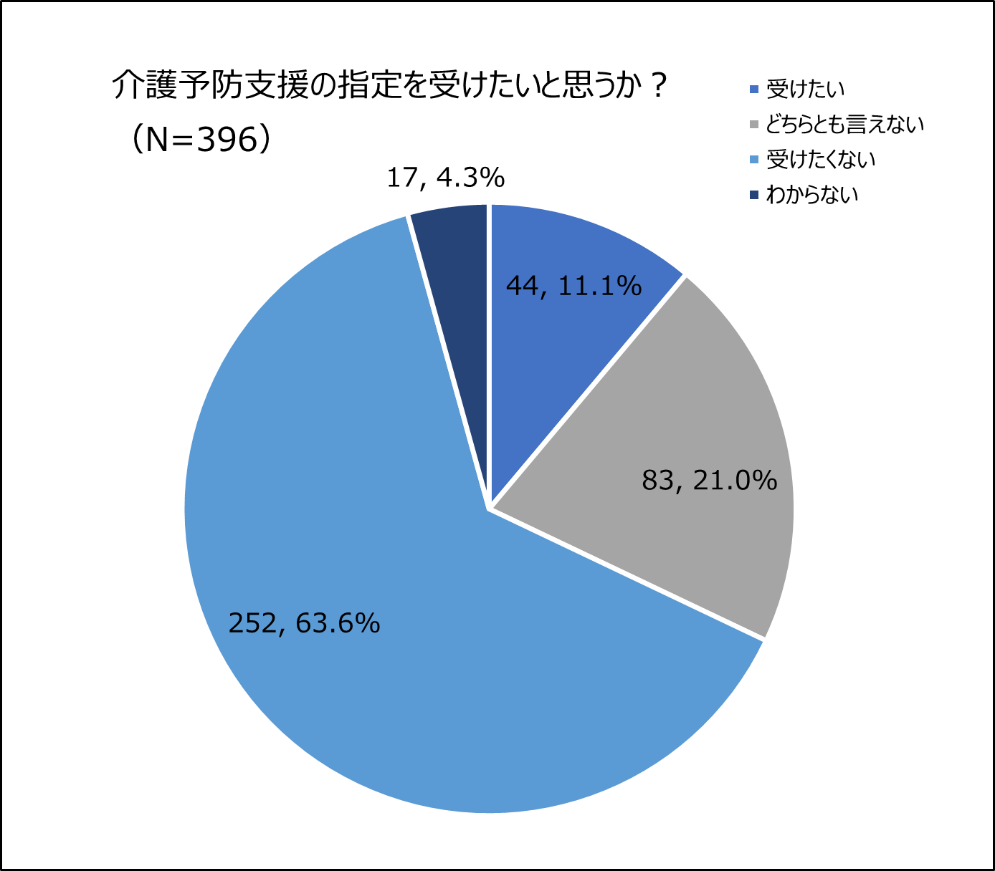 介護予防支援の指定を受けたいと思うか？
（N=396）
受けたい
どちらとも言えない
受けたくない
わからない
17, 4.3%
44, 11.1%
83, 21.0%
252, 63.6%